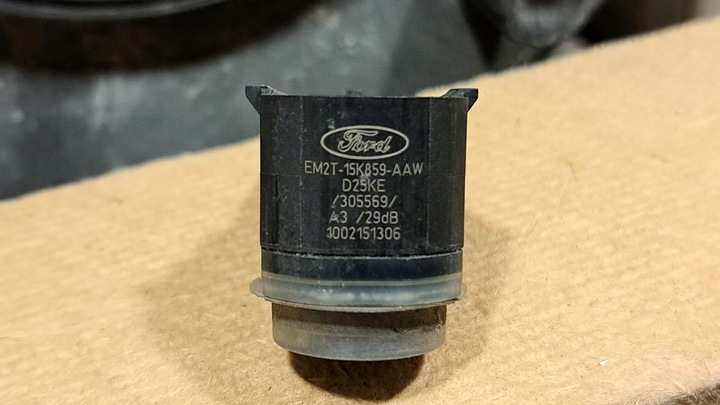 Ford
EM2T-15K859-AAW
D25KE
/305569/
A3 /29dB
1002151306